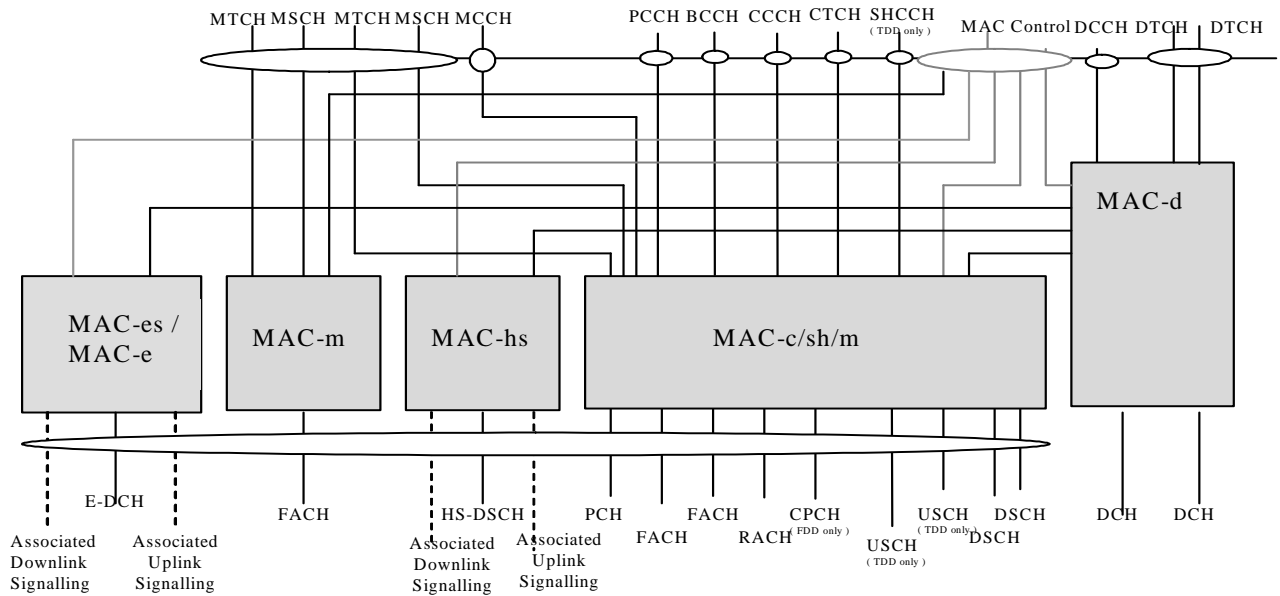 MTCH MSCH MTCH MSCH MCCH PCCH BCCH CCCH CTCH SHCCH MAC Control DCCH DTCH DTCH
( TDD only )
MAC-d
MAC-es /
MAC-e
MAC-m
MAC-hs
MAC-c/sh/m
E-DCH
FACH
HS-DSCH
PCH
FACH
FACH
RACH
CPCH
( FDD only )
USCH
( TDD only )
USCH
( TDD only )
DSCH
DSCH
DCH
DCH
Associated
Downlink
Signalling
Associated
Uplink
Signalling
Associated
Downlink
Signalling
Associated
Uplink
Signalling